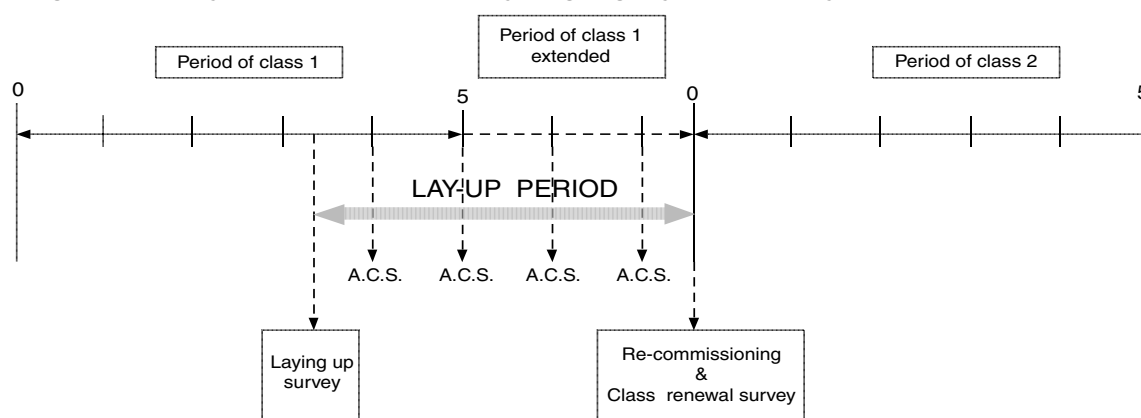 Period of class 1
Period of class 1
extended
Period of class 2
0
5
0
5
LAY-UP PERIOD
A.C.S.
A.C.S.
A.C.S.
A.C.S.
Laying up
survey
Re-commissioning
&
Class renewal survey